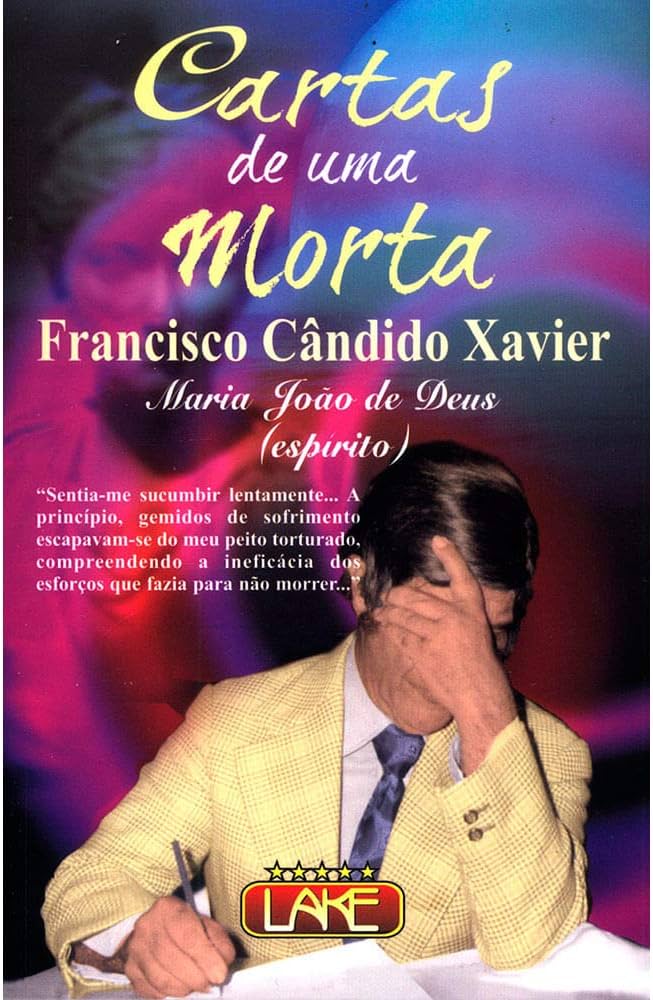 Cartas
de uma
Morta
Francisco Cândido Xavier
Maria João de Deus
(espírito)
“Sentia-me sucumbir lentamente... A
princípio, gemidos de sofrimento
escapavam-se do meu peito torturado,
compreendendo a ineficácia dos
esforços que fazia para não morrer...”
LAKE